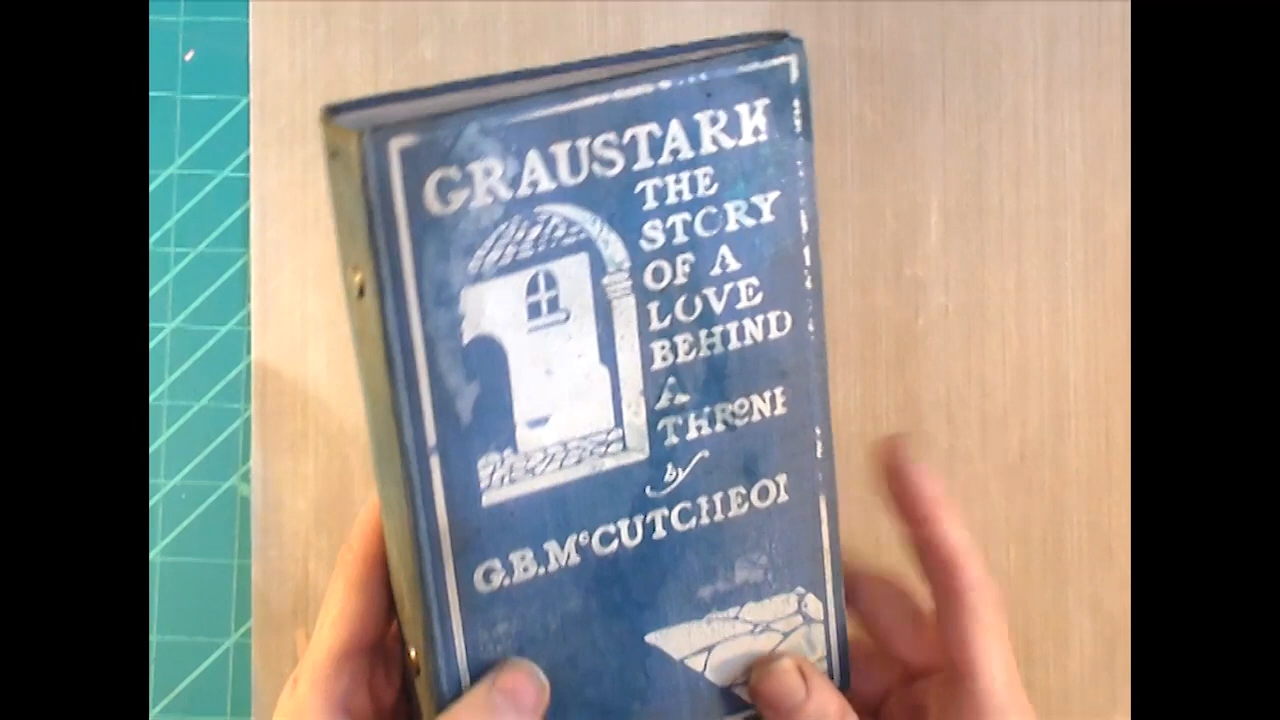 GRAUSTARK
THE
STORY
OF A
LOVE
BEHIND
A
THRONE
by
G.B. McCUTCHEON